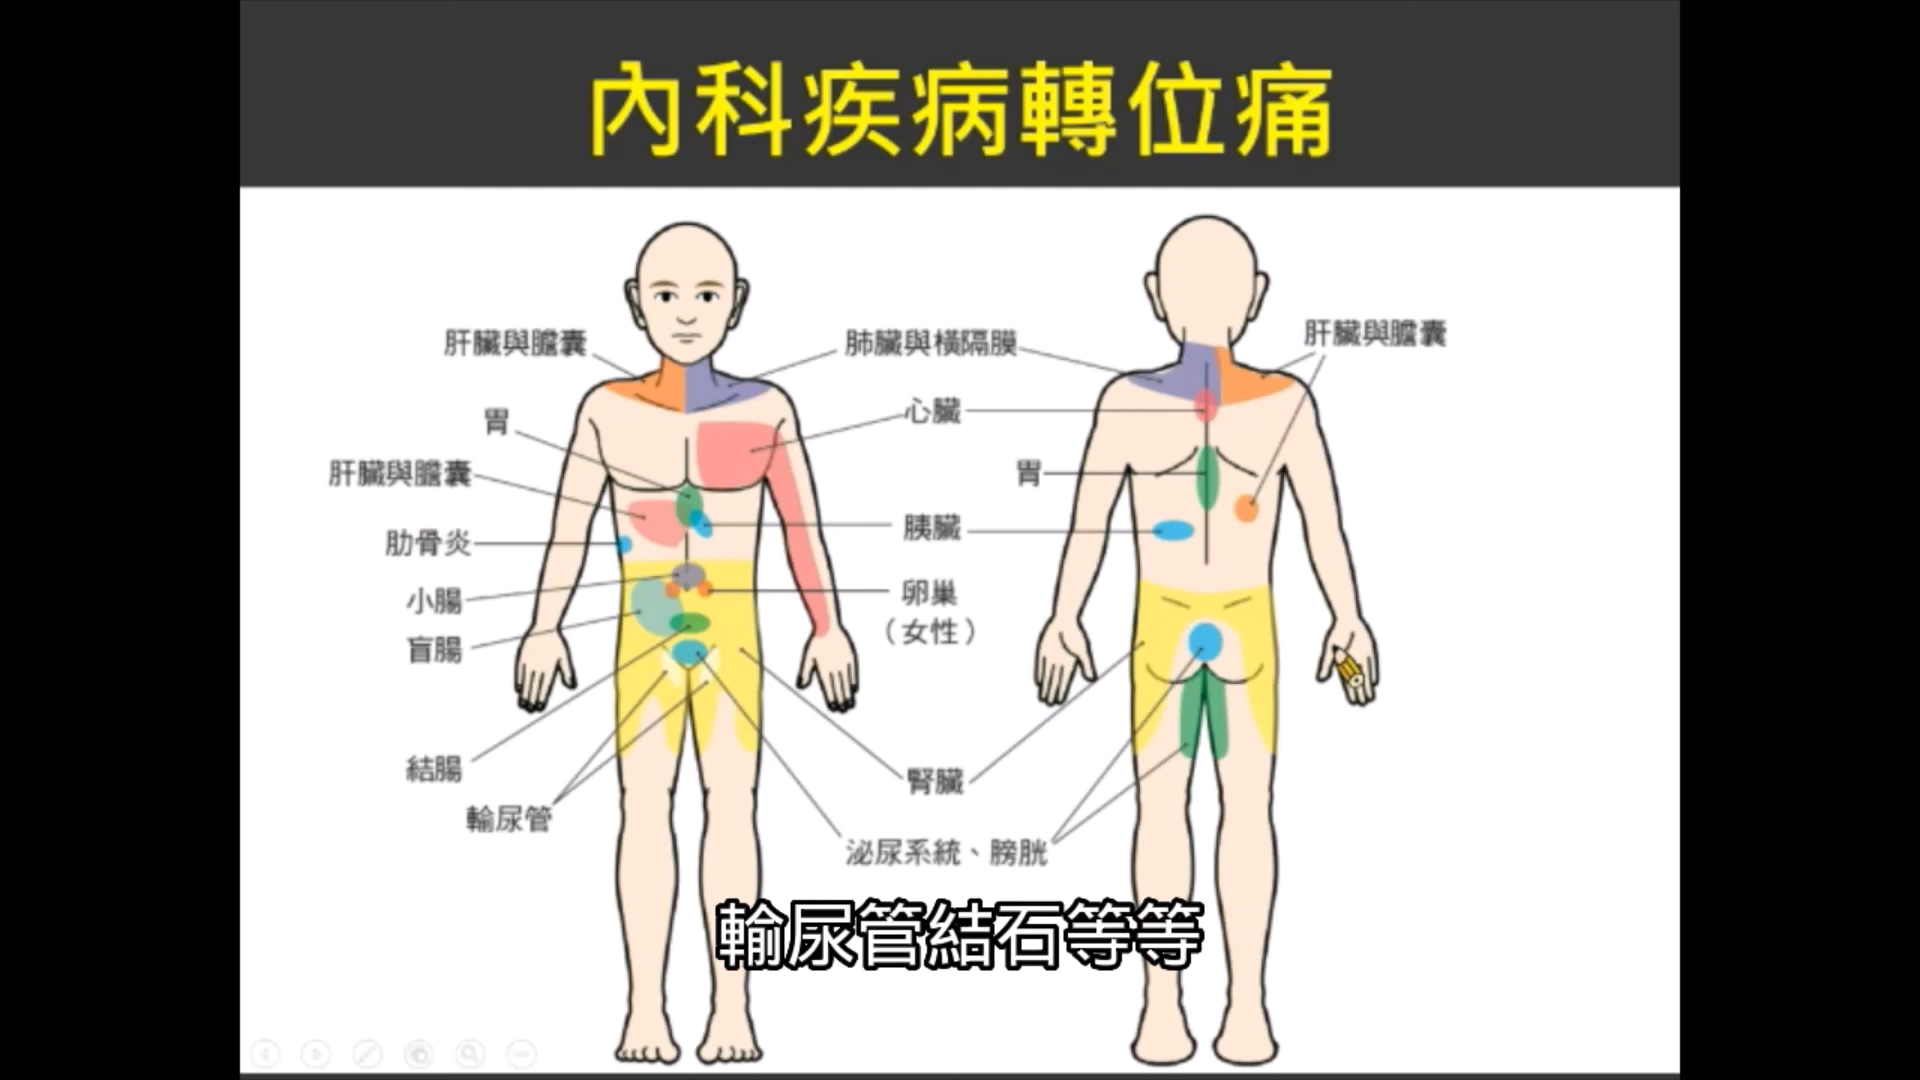 內科疾病轉位痛
肝臟與膽囊
肺臟與橫隔膜
肝臟與膽囊
胃
心臟
肝臟與膽囊
胃
肋骨炎
胰臟
小腸
卵巢
（女性）
盲腸
結腸
腎臟
輸尿管
泌尿系統、膀胱
輸尿管結石等等